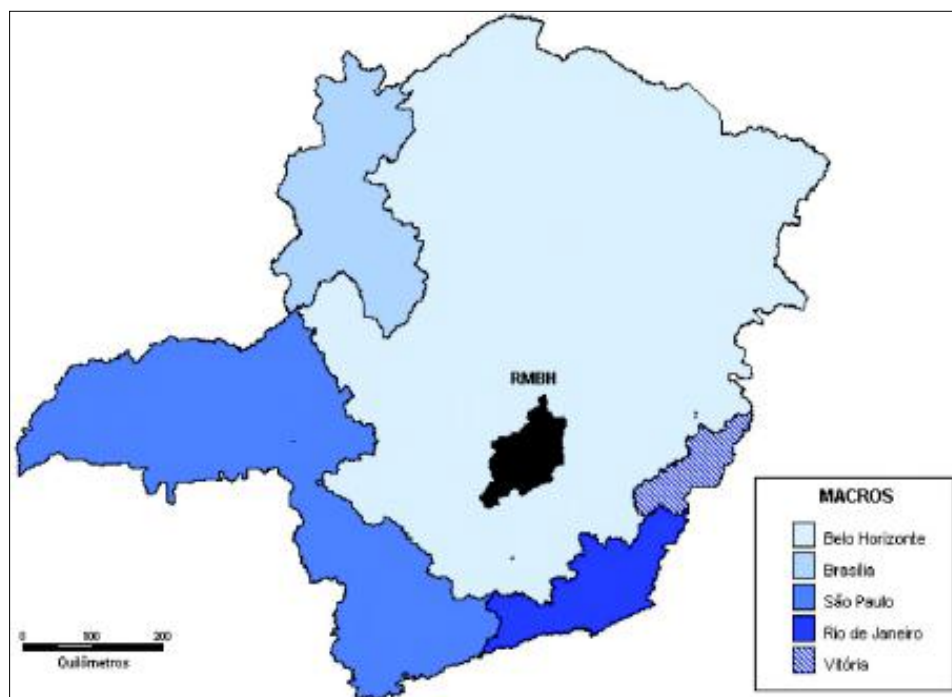 RMBH
MACROS
Belo Horizonte
Brasília
São Paulo
Rio de Janeiro
Vitória
0 100 200
Quilômetros